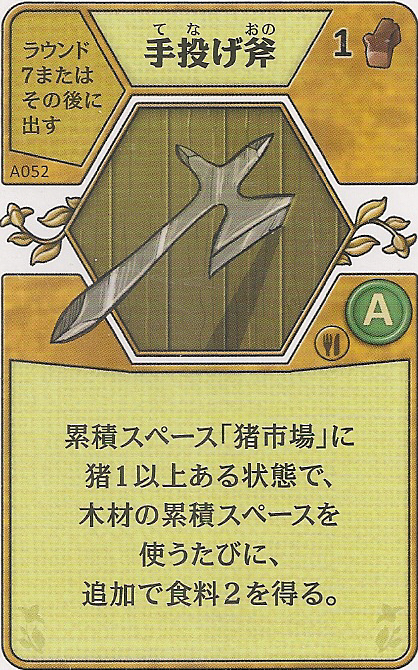 ラウンド
7または
その後に
出す
A052
てなおの
手投げ斧
1
A
累積スペース「猪市場」に
猪1以上ある状態で、
木材の累積スペースを
使うたびに、
追加で食料2を得る。